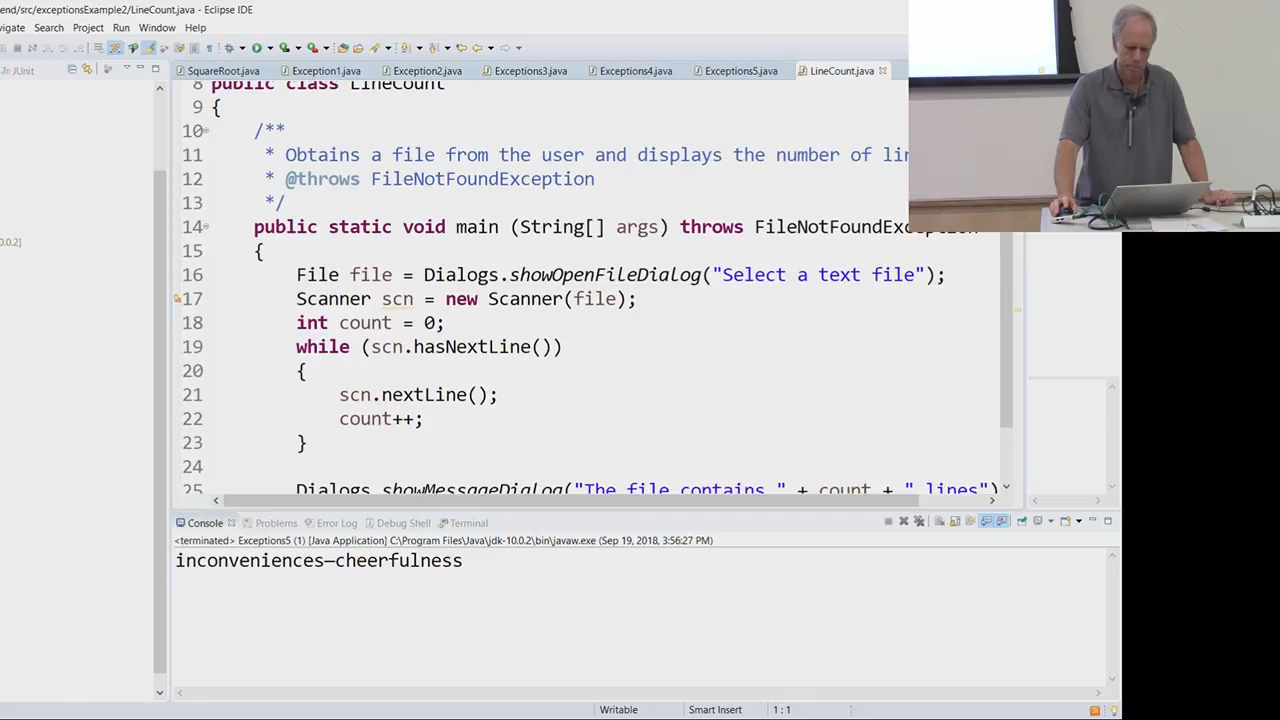 end/src/exceptionsExample2/LineCount.java - Eclipse IDE
vigate Search Project Run Window Help
JUnit
SquareRoot.java Exception1.java Exception2.java Exceptions3.java Exceptions4.java Exceptions5.java LineCount.java
0.0.2]
8 public class LineCount
9 {
10 /**
11 * Obtains a file from the user and displays the number of lin
12 * @throws FileNotFoundException
13 */
14 public static void main (String[] args) throws FileNotFoundException
15 {
16 File file = Dialogs.showOpenFileDialog("Select a text file");
17 Scanner scn = new Scanner(file);
18 int count = 0;
19 while (scn.hasNextLine())
20 {
21 scn.nextLine();
22 count++;
23 }
24
25 Dialogs.showMessageDialog("The file contains " + count + " lines")
Console Problems Error Log Debug Shell Terminal
<terminated> Exceptions5 (1) [Java Application] C:\Program Files\Java\jdk-10.0.2\bin\javaw.exe (Sep 19, 2018, 3:56:27 PM)
inconveniences—cheerfulness
Writable Smart Insert 1 : 1